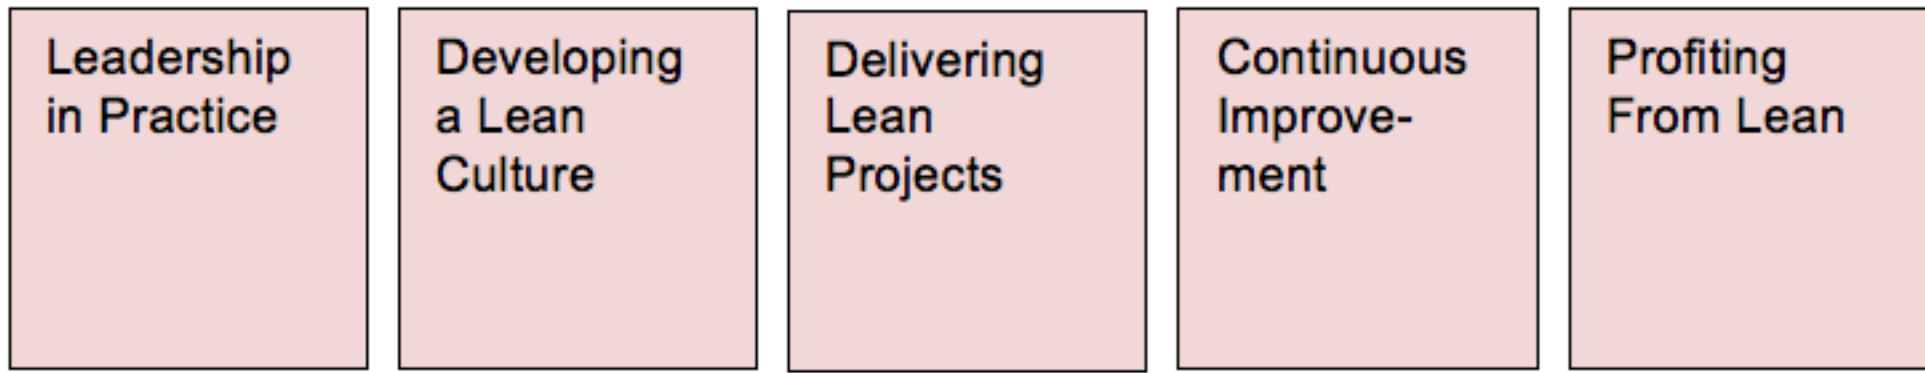 Leadership
in Practice
Developing
a Lean
Culture
Delivering
Lean
Projects
Continuous
Improve-
ment
Profiting
From Lean